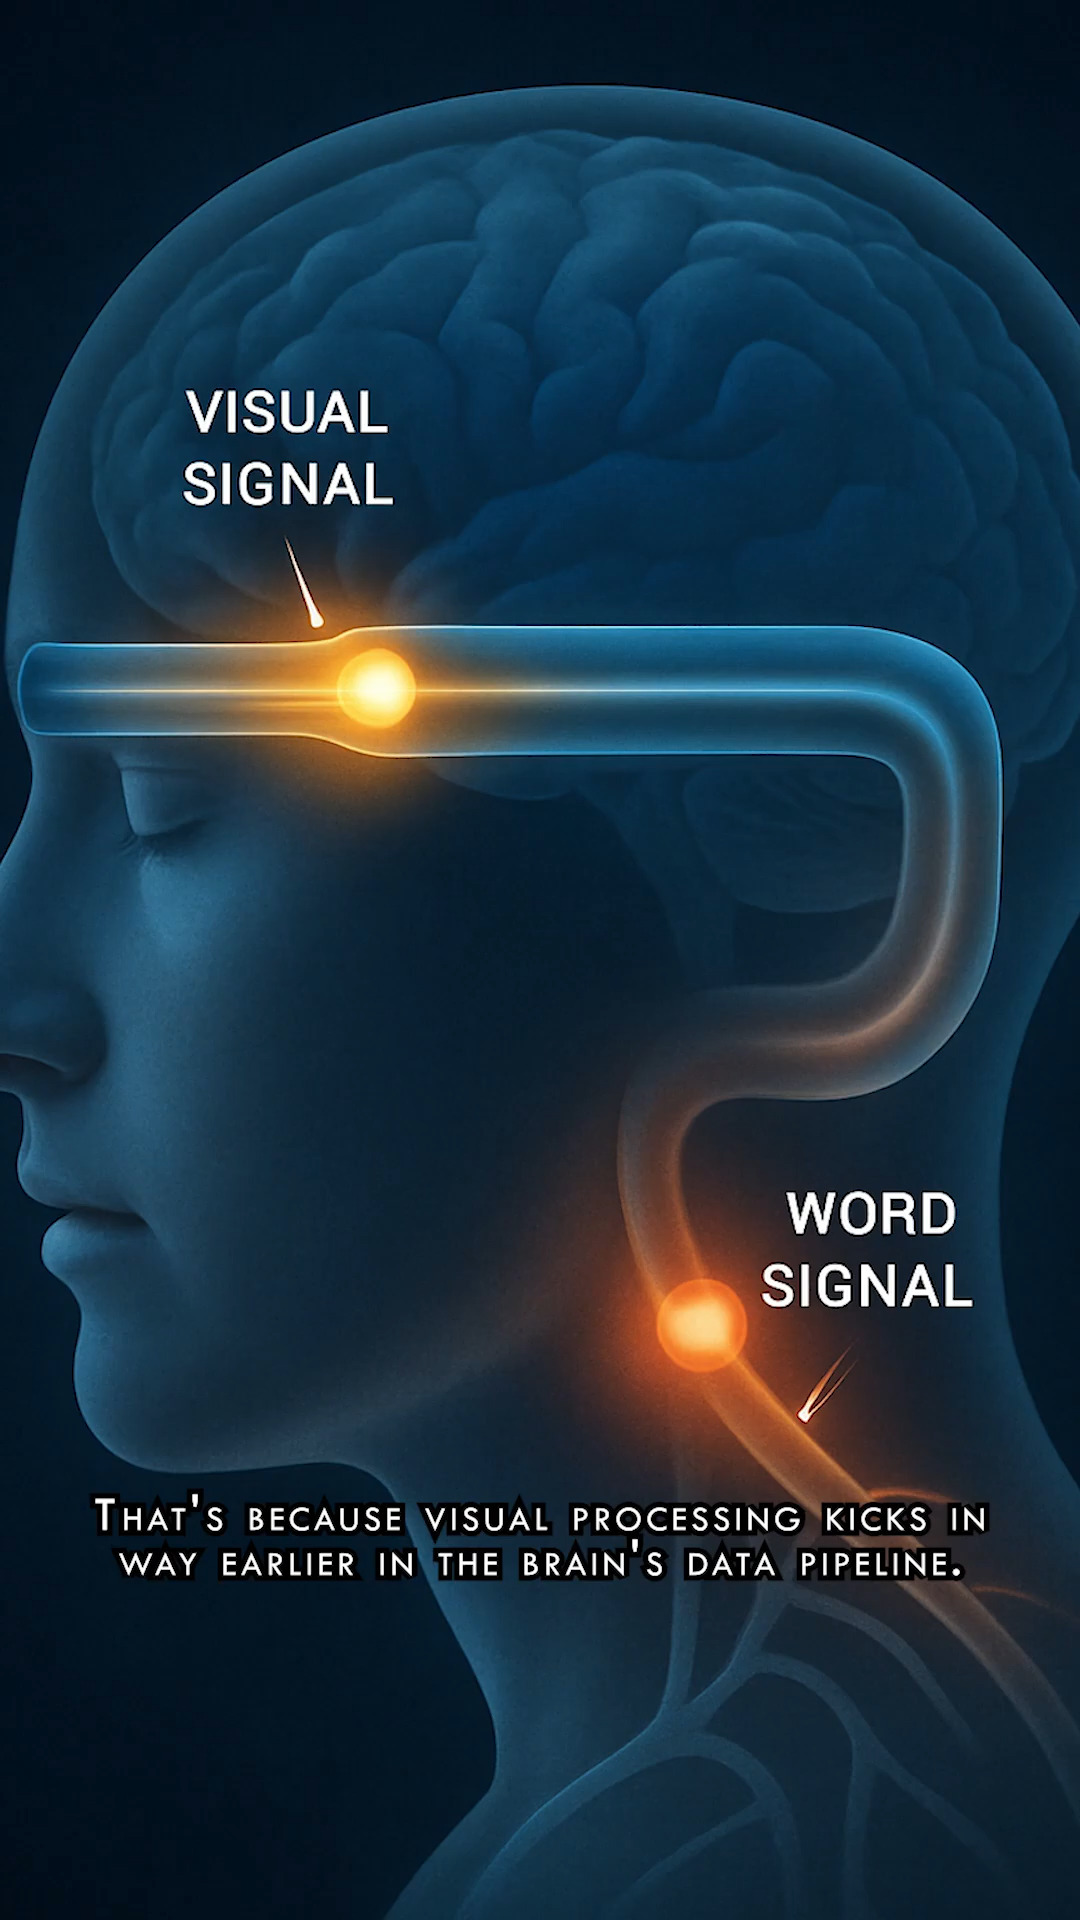 VISUAL
SIGNAL
WORD
SIGNAL
That's because visual processing kicks in
way earlier in the brain's data pipeline.